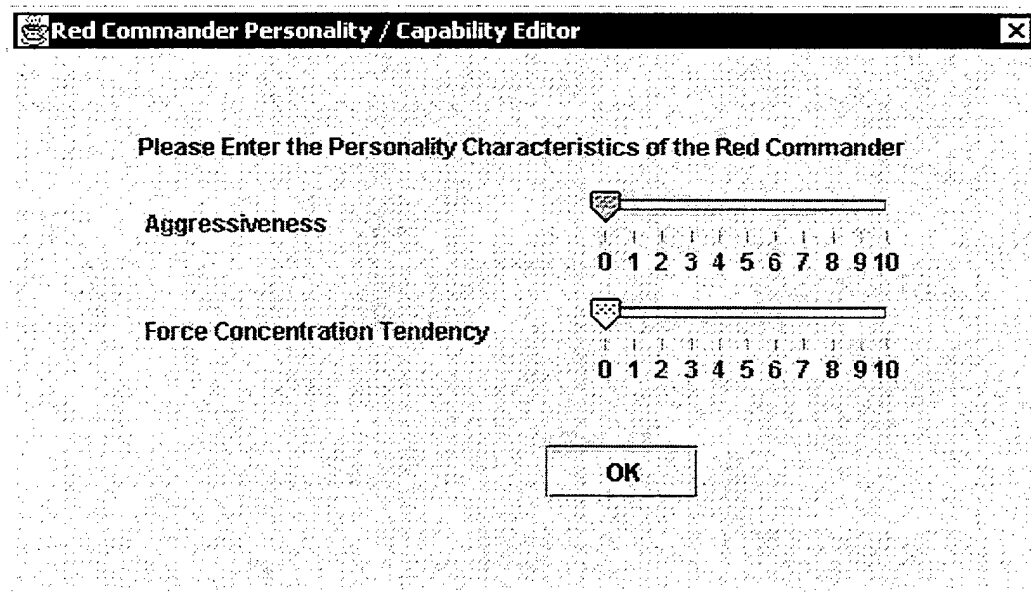 Red Commander Personality / Capability Editor
Please Enter the Personality Characteristics of the Red Commander
Aggressiveness
0 1 2 3 4 5 6 7 8 9 10
Force Concentration Tendency
0 1 2 3 4 5 6 7 8 9 10
OK